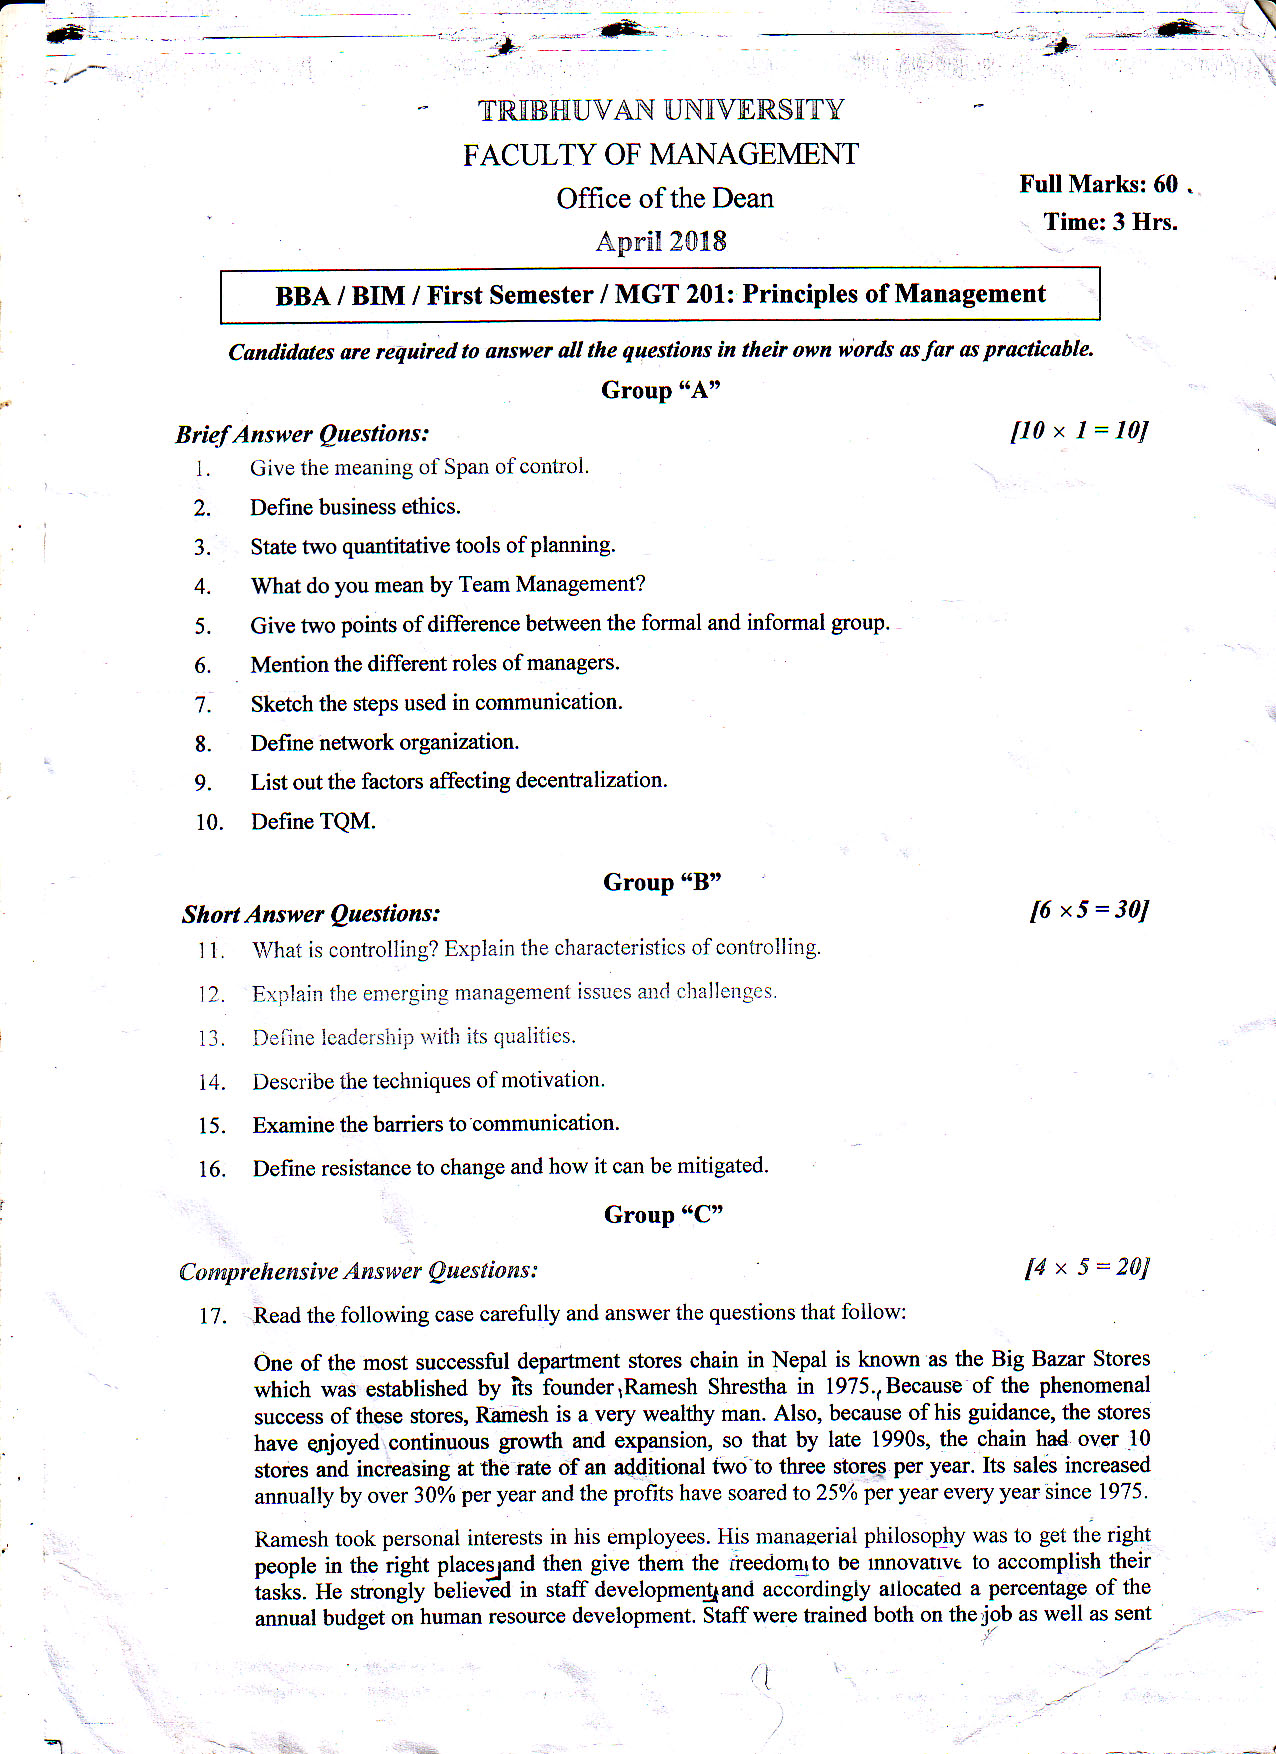 TRIBHUVAN UNIVERSITY
FACULTY OF MANAGEMENT
Office of the Dean
April 2018
Full Marks: 60
Time: 3 Hrs.
BBA / BIM / First Semester / MGT 201: Principles of Management
Candidates are required to answer all the questions in their own words as far as practicable.
Group “A”
Brief Answer Questions: [10 × 1 = 10]
1. Give the meaning of Span of control.
2. Define business ethics.
3. State two quantitative tools of planning.
4. What do you mean by Team Management?
5. Give two points of difference between the formal and informal group.
6. Mention the different roles of managers.
7. Sketch the steps used in communication.
8. Define network organization.
9. List out the factors affecting decentralization.
10. Define TQM.
Group “B”
Short Answer Questions: [6 × 5 = 30]
11. What is controlling? Explain the characteristics of controlling.
12. Explain the emerging management issues and challenges.
13. Define leadership with its qualities.
14. Describe the techniques of motivation.
15. Examine the barriers to communication.
16. Define resistance to change and how it can be mitigated.
Group “C”
Comprehensive Answer Questions: [4 × 5 = 20]
17. Read the following case carefully and answer the questions that follow:
One of the most successful department stores chain in Nepal is known as the Big Bazar Stores
which was established by its founder, Ramesh Shrestha in 1975. Because of the phenomenal
success of these stores, Ramesh is a very wealthy man. Also, because of his guidance, the stores
have enjoyed continuous growth and expansion, so that by late 1990s, the chain had over 10
stores and increasing at the rate of an additional two to three stores per year. Its sales increased
annually by over 30% per year and the profits have soared to 25% per year every year since 1975.
Ramesh took personal interests in his employees. His managerial philosophy was to get the right
people in the right places and then give them the freedom to be innovative to accomplish their
tasks. He strongly believed in staff development and accordingly allocated a percentage of the
annual budget on human resource development. Staff were trained both on the job as well as sent